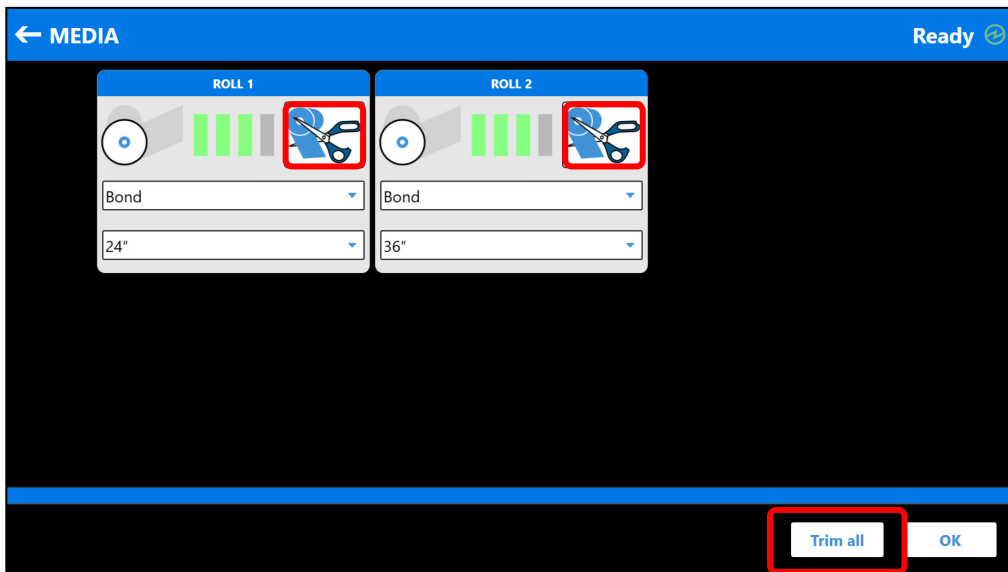 MEDIA
Ready
ROLL 1
ROLL 2
Bond
Bond
24"
36"
Trim all
OK